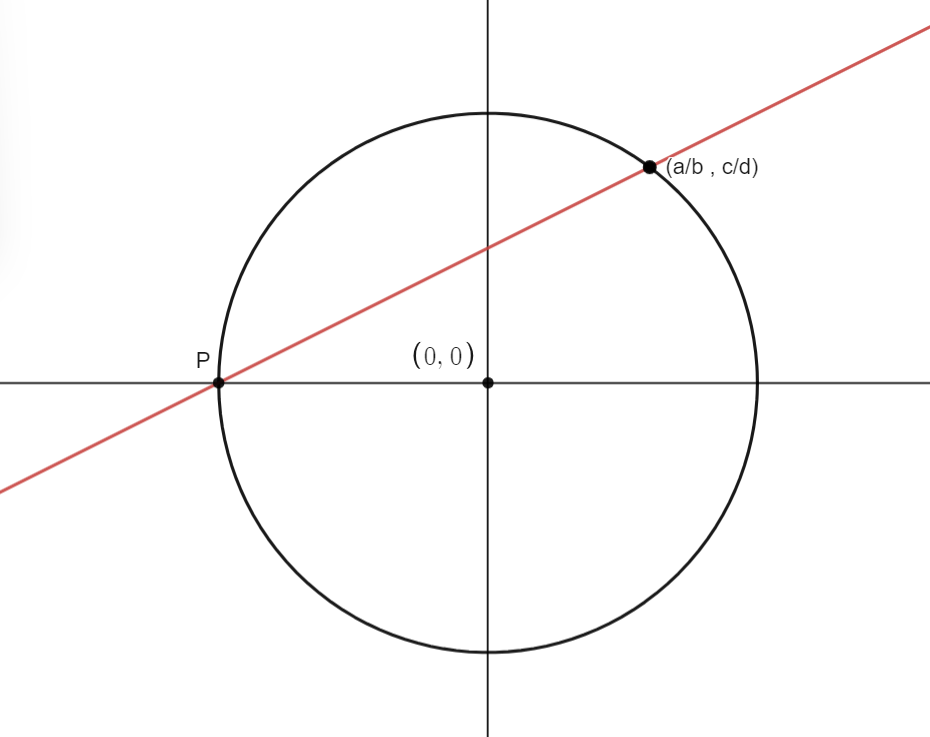 (a/b , c/d)
P
(0, 0)